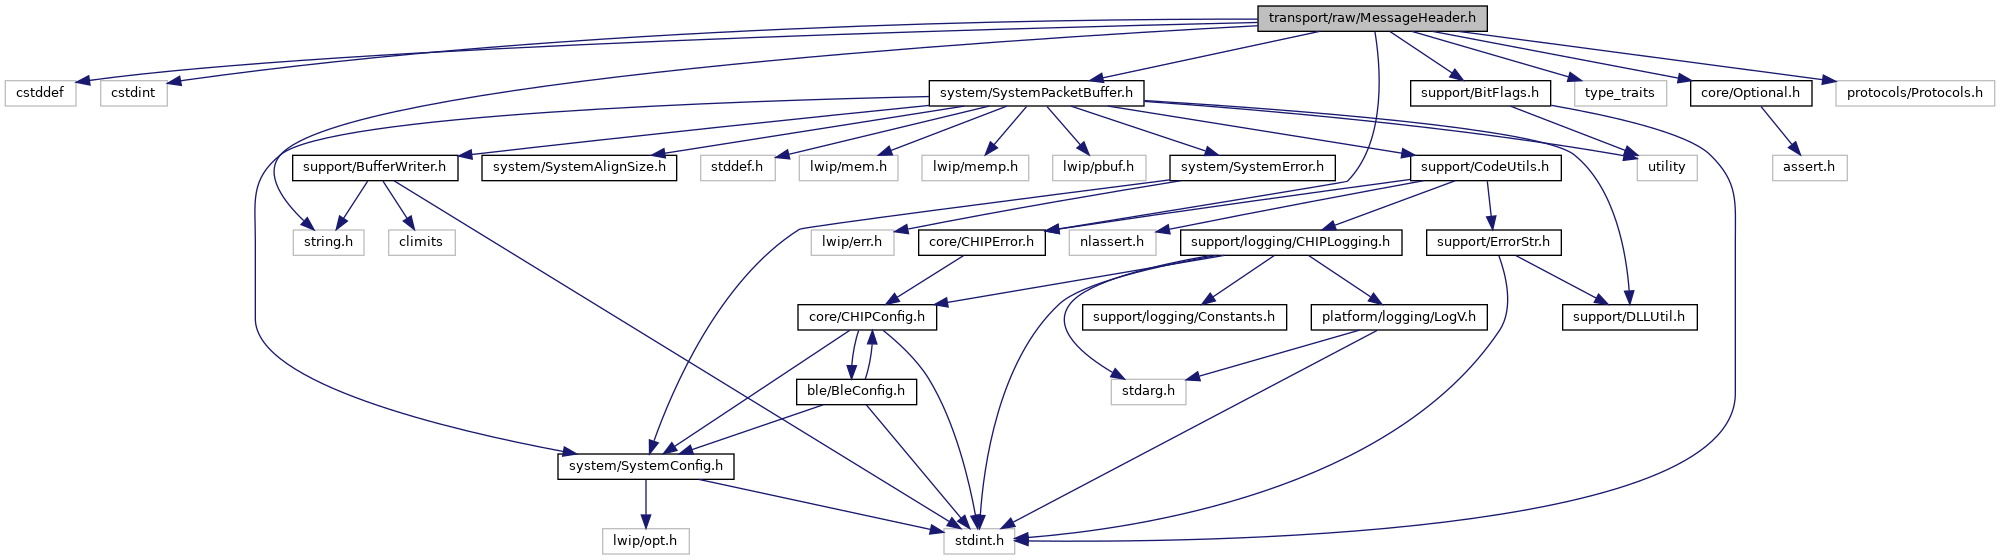 transport/raw/MessageHeader.h
cstddef
cstdint
system/SystemPacketBuffer.h
support/BitFlags.h
type_traits
core/Optional.h
protocols/Protocols.h
support/BufferWriter.h
system/SystemAlignSize.h
stddef.h
lwip/mem.h
lwip/memp.h
lwip/pbuf.h
system/SystemError.h
support/CodeUtils.h
utility
assert.h
string.h
climits
lwip/err.h
core/CHIPError.h
nlassert.h
support/logging/CHIPLogging.h
support/ErrorStr.h
core/CHIPConfig.h
support/logging/Constants.h
platform/logging/LogV.h
support/DLLUtil.h
ble/BleConfig.h
stdarg.h
system/SystemConfig.h
lwip/opt.h
stdint.h